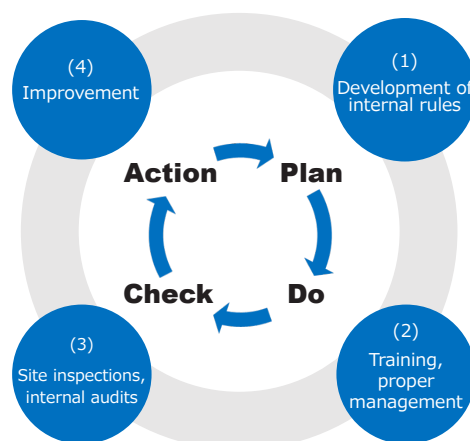 (4)
Improvement
(1)
Development of
internal rules
Action
Plan
Check
Do
(3)
Site inspections,
internal audits
(2)
Training,
proper
management